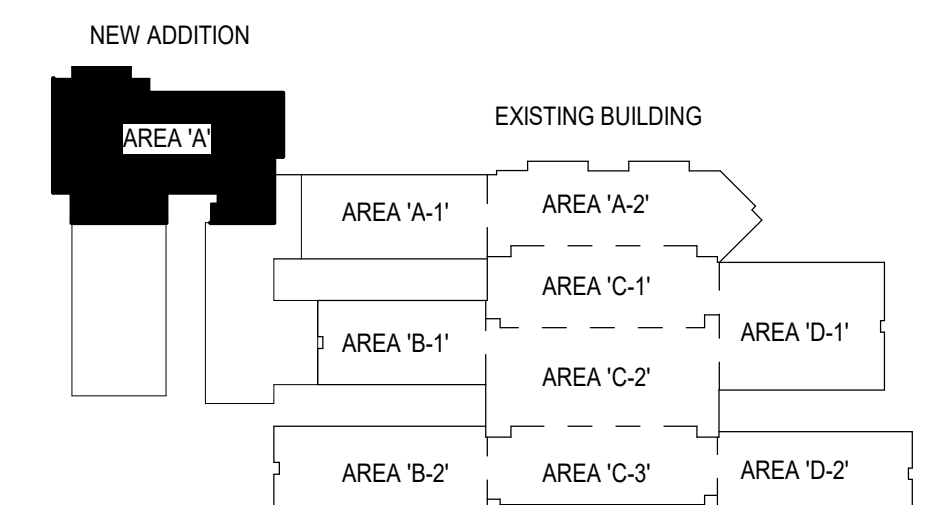 NEW ADDITION
EXISTING BUILDING
AREA 'A'
AREA 'A-1'
AREA 'A-2'
AREA 'C-1'
AREA 'B-1'
AREA 'D-1'
AREA 'C-2'
AREA 'B-2'
AREA 'C-3'
AREA 'D-2'